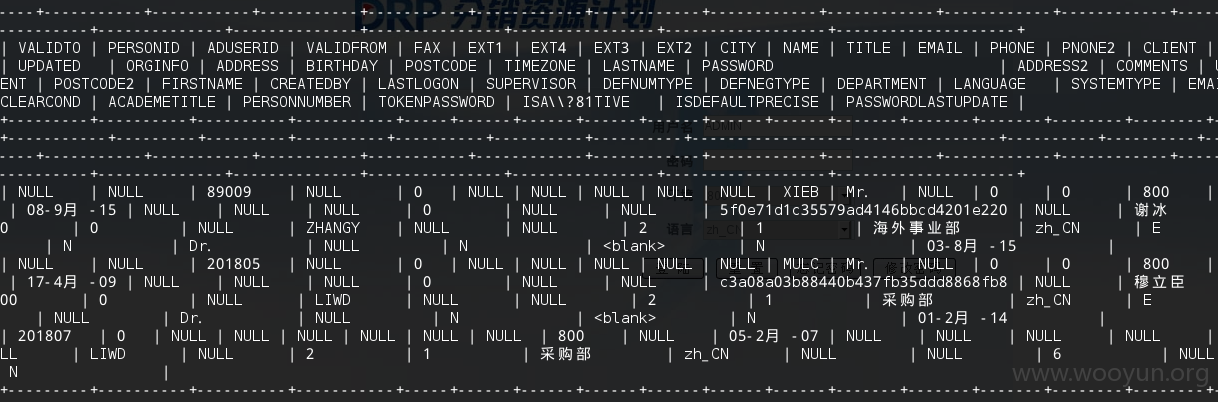 DRP 分销资源计划
---------+----------+----------+-----------+-----+------+------+------+------+------+------+-------+-------+-------+--------+--------+
| VALIDTO | PERSONID | ADUSERID | VALIDFROM | FAX | EXT1 | EXT4 | EXT3 | EXT2 | CITY | NAME | TITLE | EMAIL | PHONE | PNONE2 | CLIENT |
| UPDATED | ORGINFO | ADDRESS | BIRTHDAY | POSTCODE | TIMEZONE | LASTNAME | PASSWORD | ADDRESS2 | COMMENTS | U
ENT | POSTCODE2 | FIRSTNAME | CREATEDBY | LASTLOGON | SUPERVISOR | DEFNUMTYPE | DEFNEGTYPE | DEPARTMENT | LANGUAGE | SYSTEMTYPE | EMAI
CLEARCOND | ACADEMETITLE | PERSONNUMBER | TOKENPASSWORD | ISA\\?81TIVE | ISDEFAULTPRECISE | PASSWORDLASTUPDATE |
用户名 ADMIN
密码
| NULL | NULL | 89009 | NULL | 0 | NULL | NULL | NULL | NULL | NULL XIEB | Mr. | NULL | 0 | 0 | 800
| 08-9月 -15 | NULL | NULL | NULL | 0 | NULL | NULL | 5f0e71d1c35579ad4146bbcd4201e220 | NULL | 谢冰
0 | 0 | NULL | ZHANGY | NULL | NULL | 2 | 1 | 海外事业部 | zh_CN | E
语言 zh_CN
| N | Dr. | NULL | N | <blank> | N | 03-8月 -15 |
| NULL | NULL | 201805 | NULL | 0 | NULL | NULL | NULL | NULL | NULL | MULC | Mr. | NULL | 0 | 0 | 800
| 17-4月 -09 | NULL | NULL | NULL | 0 | NULL | NULL | c3a08a03b88440b437fb35ddd8868fb8 | NULL | 穆立臣
00 | 0 | NULL | LIWD | NULL | NULL | 2 | 1 | 采购部 | zh_CN | E
| NULL | Dr. | NULL | N | <blank> | N | 01-2月 -14 |
| 201807 | 0 | NULL | NULL | NULL | NULL | NULL | NULL | 800 | NULL | 05-2月 -07 | NULL | NULL | NULL
LL | LIWD | NULL | 2 | 1 | 采购部 | zh_CN | NULL | NULL | 6 | NULL
N |
www.wooyun.org